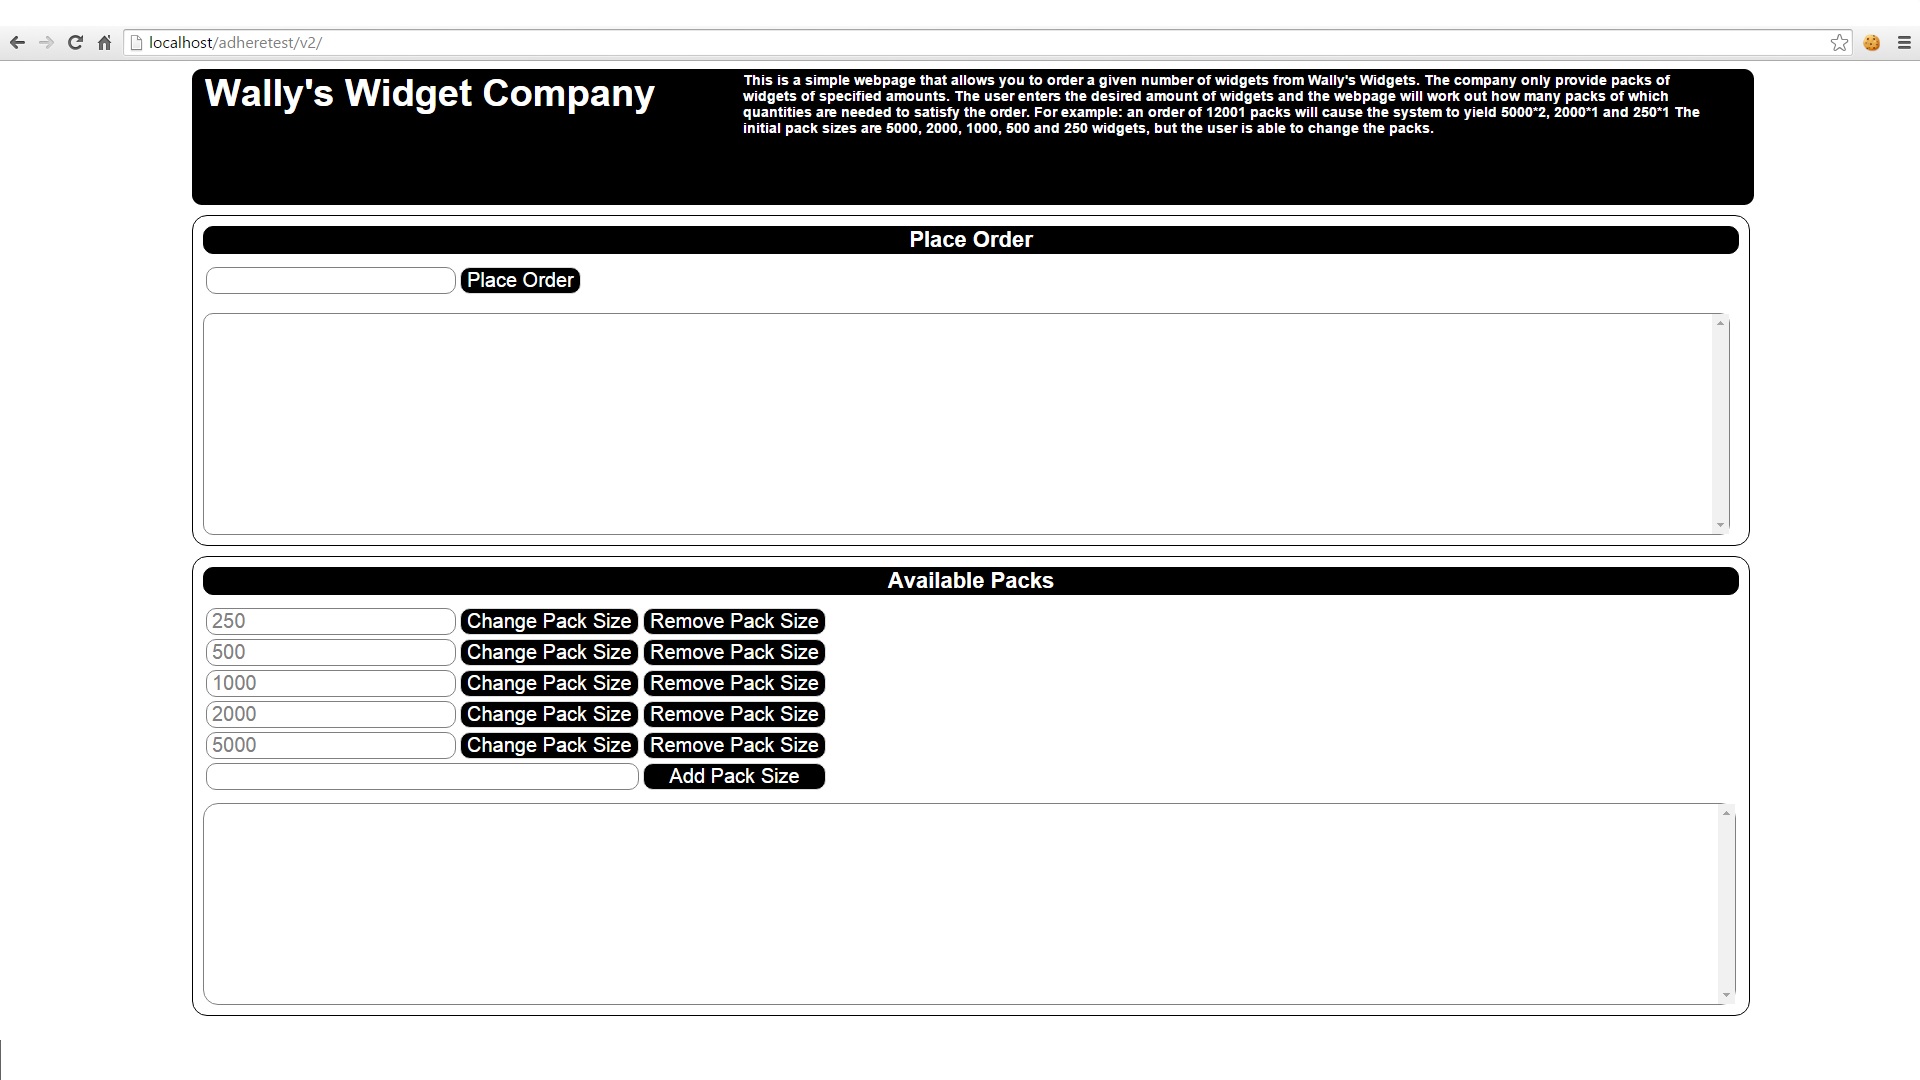 localhost/adheretest/v2/
Wally's Widget Company
This is a simple webpage that allows you to order a given number of widgets from Wally's Widgets. The company only provide packs of
widgets of specified amounts. The user enters the desired amount of widgets and the webpage will work out how many packs of which
quantities are needed to satisfy the order. For example: an order of 12001 packs will cause the system to yield 5000*2, 2000*1 and 250*1 The
initial pack sizes are 5000, 2000, 1000, 500 and 250 widgets, but the user is able to change the packs.
Place Order
Place Order
Available Packs
250 Change Pack Size Remove Pack Size
500 Change Pack Size Remove Pack Size
1000 Change Pack Size Remove Pack Size
2000 Change Pack Size Remove Pack Size
5000 Change Pack Size Remove Pack Size
Add Pack Size